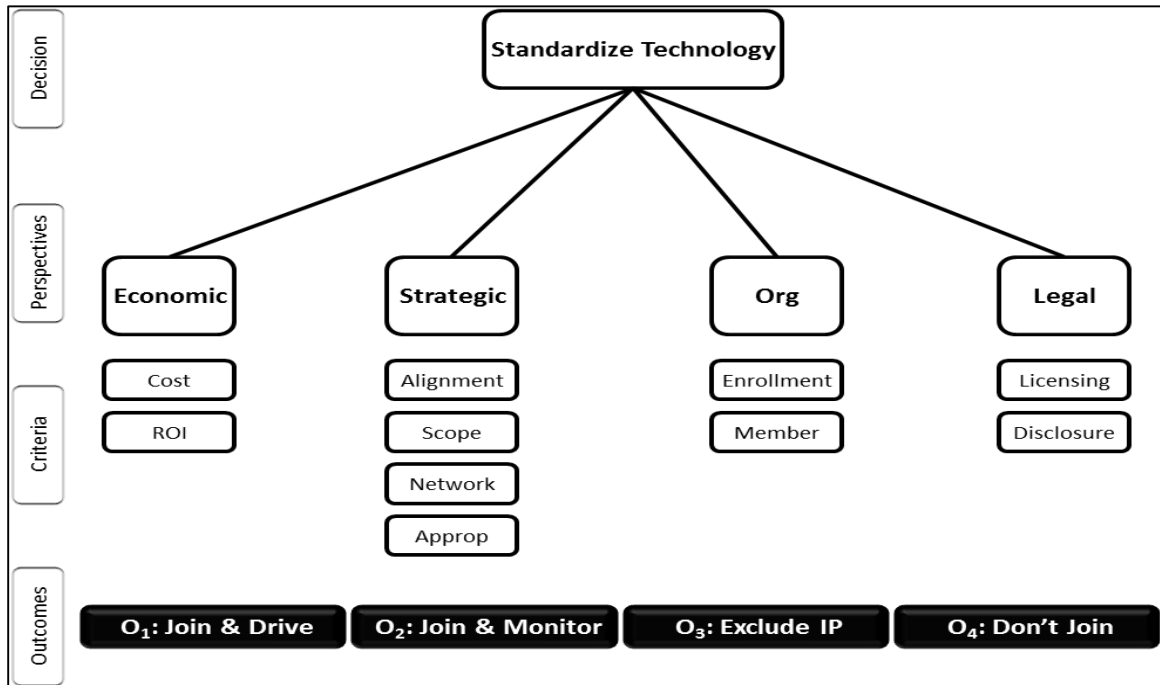 Decision
Standardize Technology
Perspectives
Economic
Strategic
Org
Legal
Criteria
Cost
Alignment
Enrollment
Licensing
ROI
Scope
Member
Disclosure
Network
Approp
Outcomes
O₁: Join & Drive
O₂: Join & Monitor
O₃: Exclude IP
O₄: Don’t Join